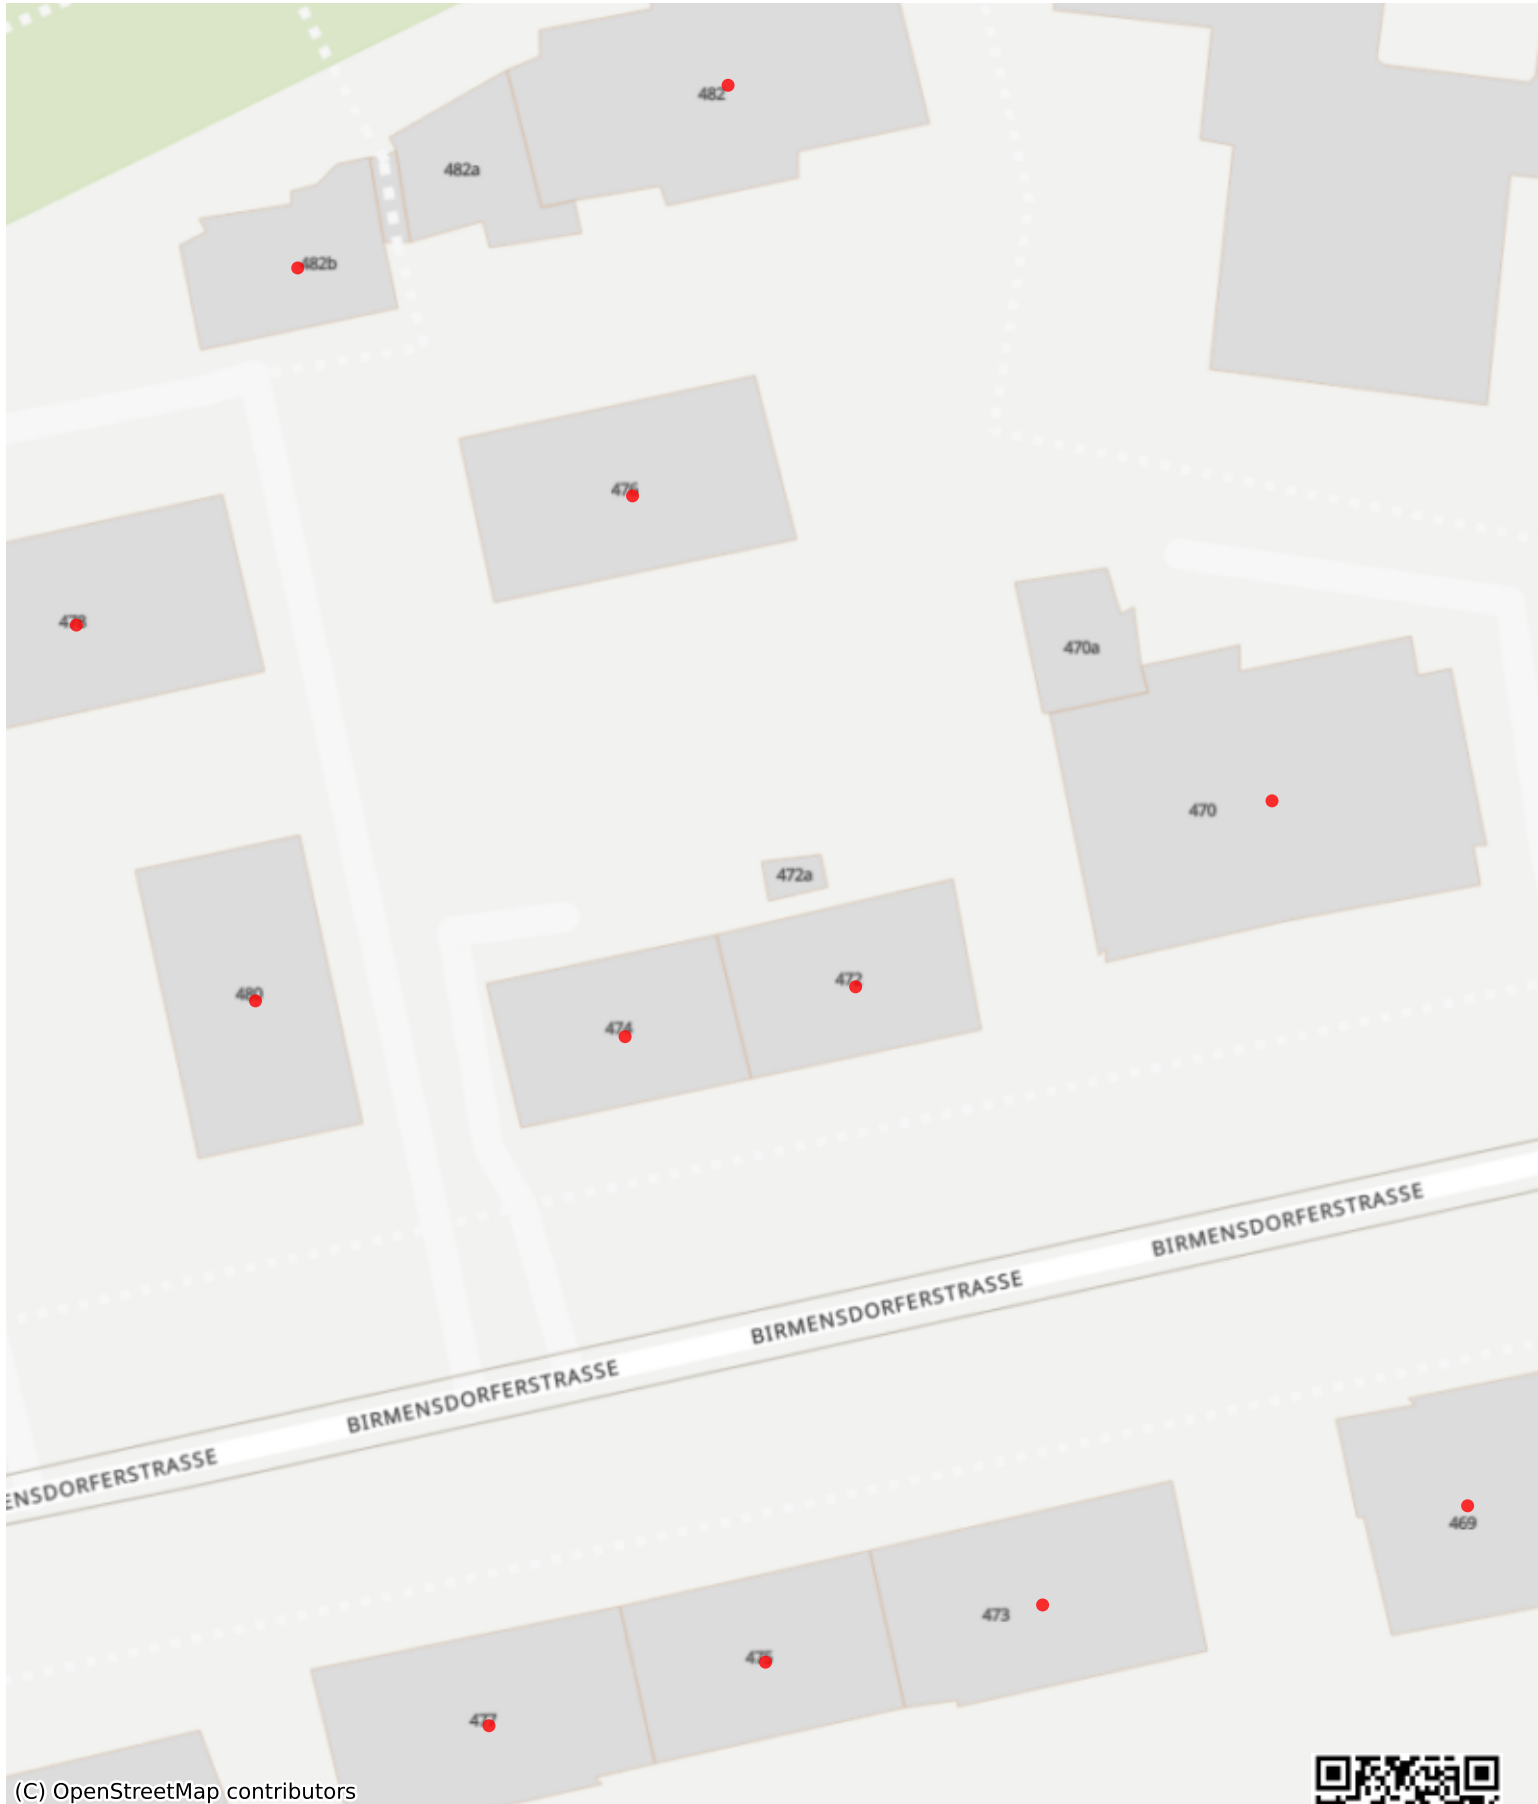 482
482a
482b
476
478
470a
470
472a
472
480
474
BIRMENSDORFERSTRASSE
BIRMENSDORFERSTRASSE
BIRMENSDORFERSTRASSE
ENSDORFERSTRASSE
469
473
475
477
(C) OpenStreetMap contributors